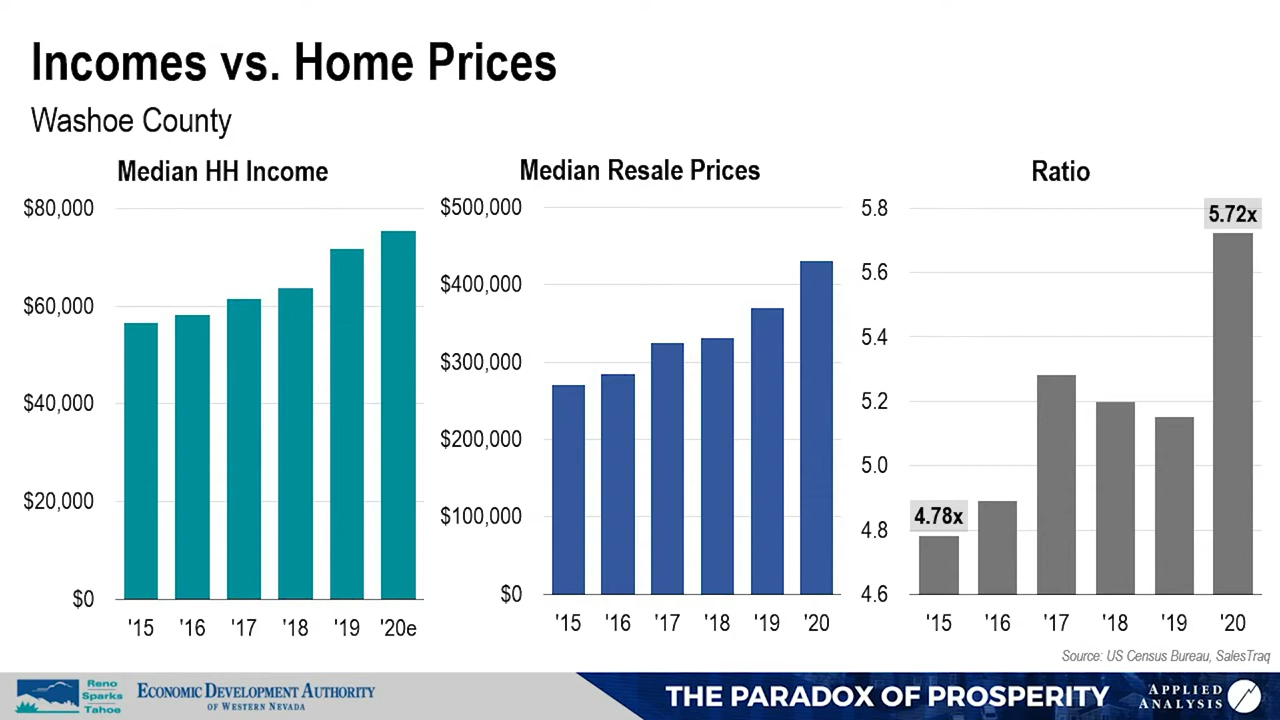 Incomes vs. Home Prices
Washoe County
Median HH Income
$80,000
$60,000
$40,000
$20,000
$0
'15 '16 '17 '18 '19 '20e
Median Resale Prices
$500,000
$400,000
$300,000
$200,000
$100,000
$0
'15 '16 '17 '18 '19 '20
Ratio
5.8
5.6
5.4
5.2
5.0
4.8
4.6
4.78x
5.72x
'15 '16 '17 '18 '19 '20
Source: US Census Bureau, SalesTraq
Reno
Sparks
Tahoe
ECONOMIC DEVELOPMENT AUTHORITY
OF WESTERN NEVADA
THE PARADOX OF PROSPERITY
APPLIED
ANALYSIS